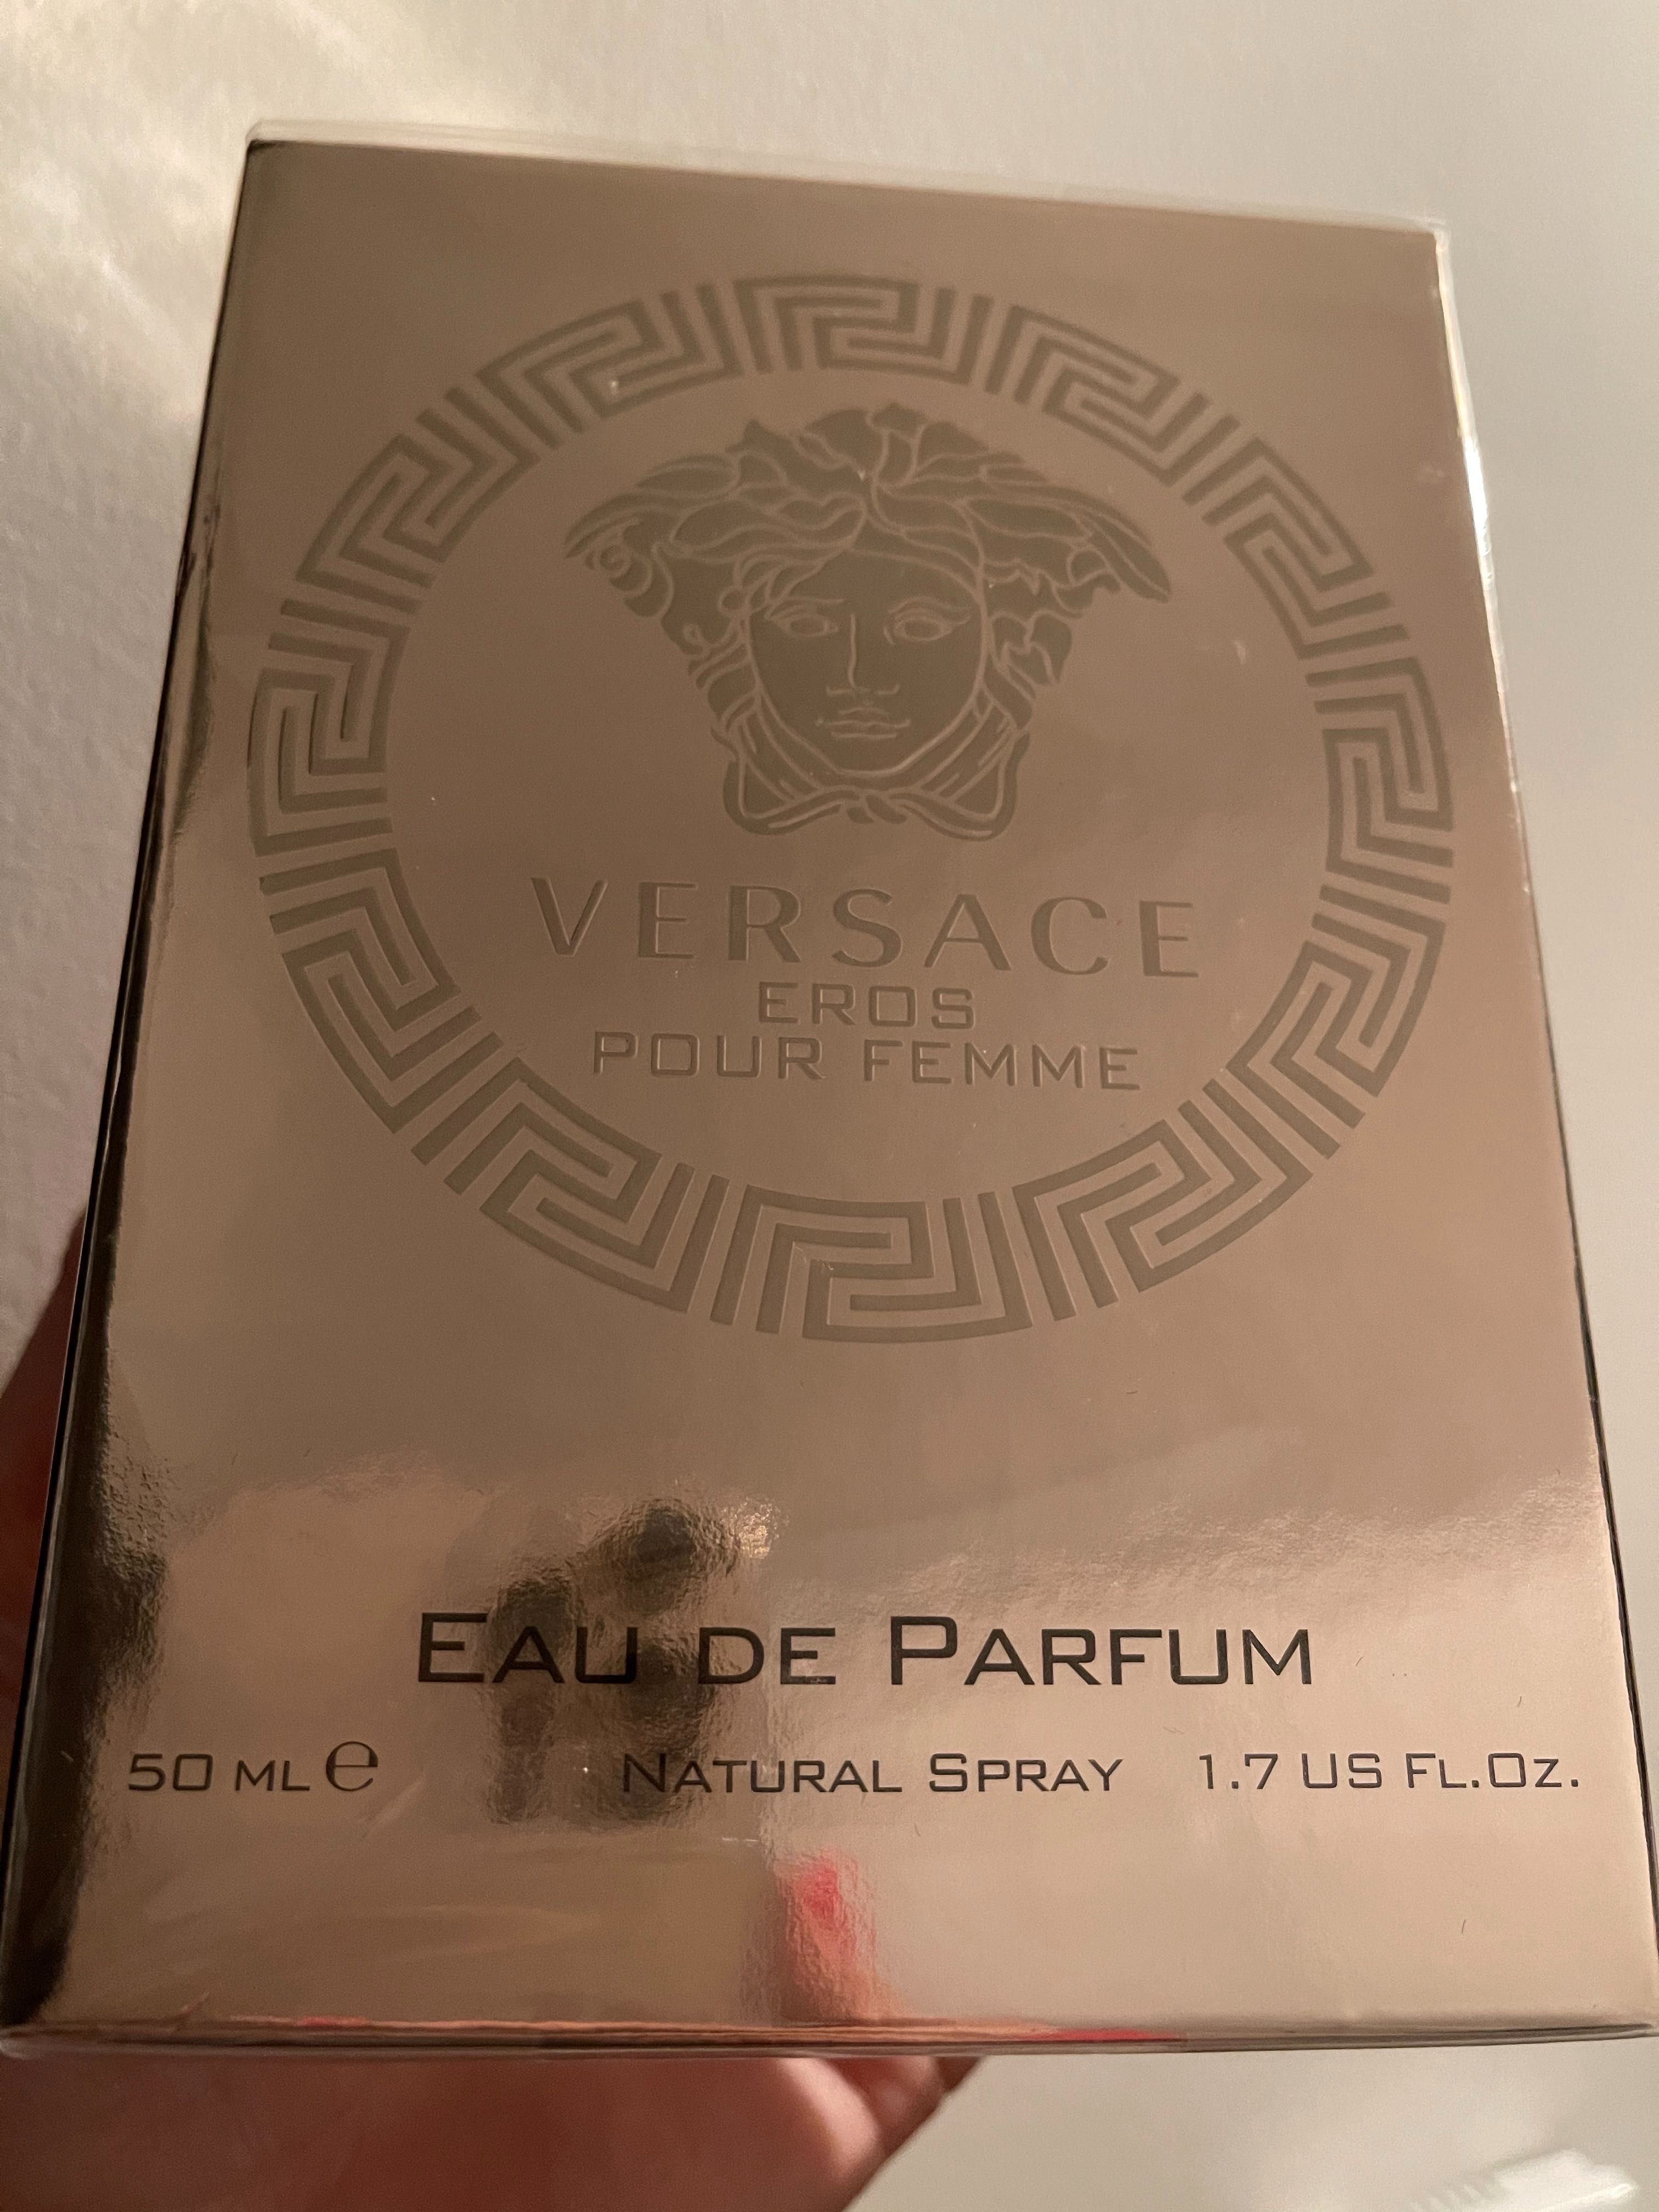 VERSACE
EROS
POUR FEMME
EAU DE PARFUM
50 ML ℮ NATURAL SPRAY 1.7 US FL.OZ.